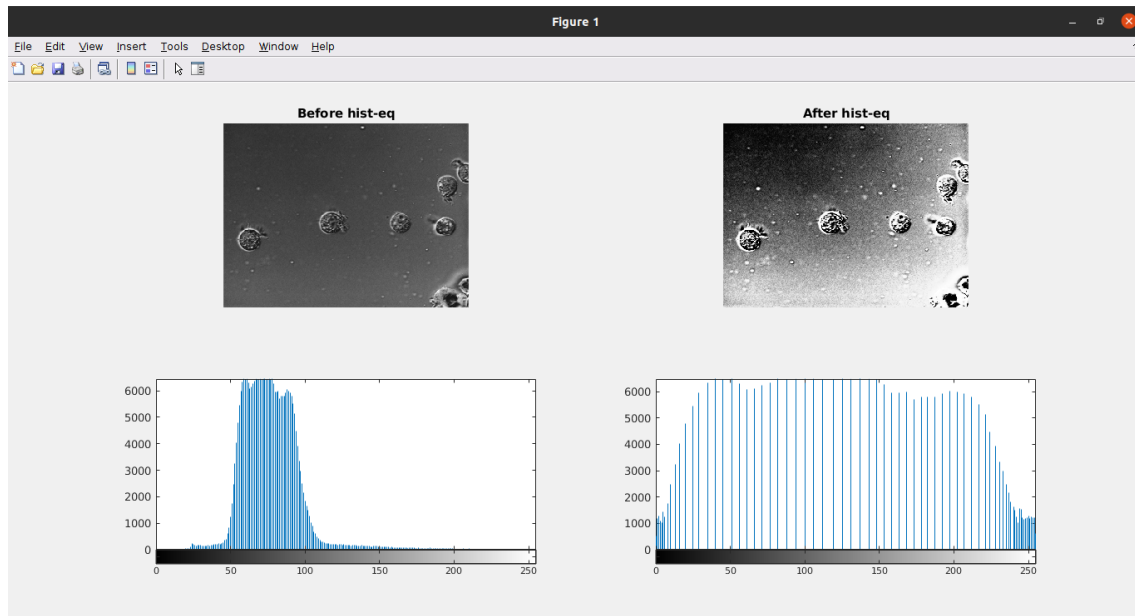 Figure 1
File Edit View Insert Tools Desktop Window Help
Before hist-eq
After hist-eq
6000
5000
4000
3000
2000
1000
0
0 50 100 150 200 250
6000
5000
4000
3000
2000
1000
0
0 50 100 150 200 250